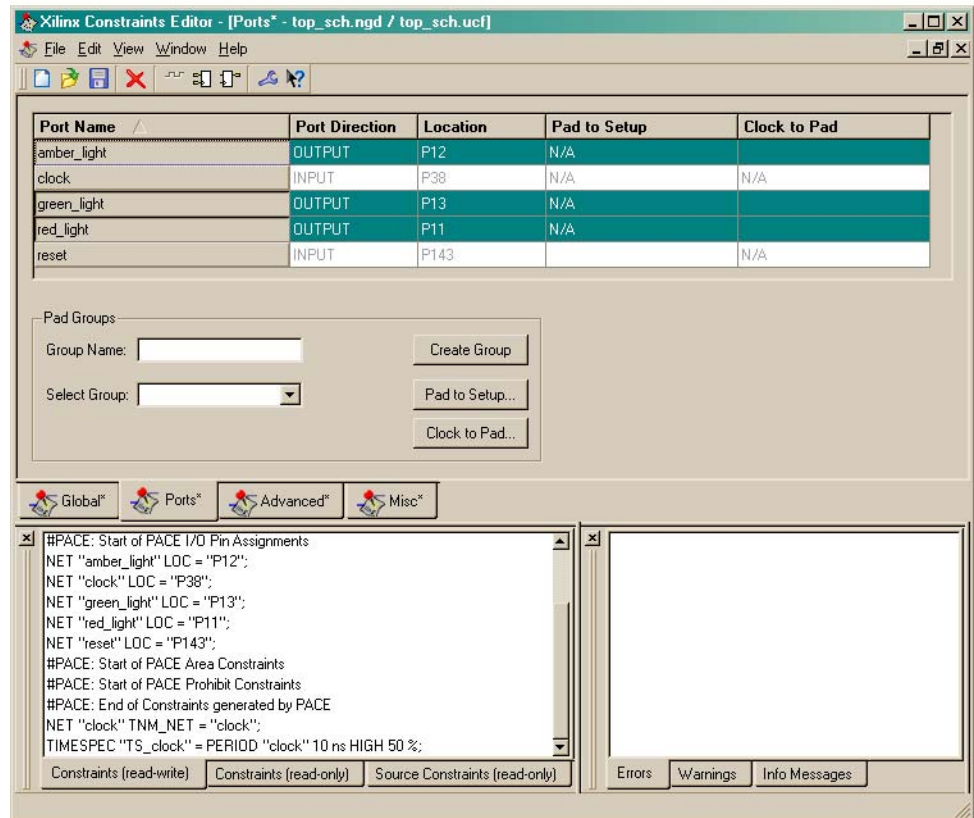 Xilinx Constraints Editor - [Ports* - top_sch.ngd / top_sch.ucf]
File Edit View Window Help
Port Name Port Direction Location Pad to Setup Clock to Pad
amber_light OUTPUT P12 N/A
clock INPUT P38 N/A N/A
green_light OUTPUT P13 N/A
red_light OUTPUT P11 N/A
reset INPUT P143 N/A
Pad Groups
Group Name: Create Group
Select Group: Pad to Setup...
Clock to Pad...
Global* Ports* Advanced* Misc*
#PACE: Start of PACE I/O Pin Assignments
NET "amber_light" LOC = "P12";
NET "clock" LOC = "P38";
NET "green_light" LOC = "P13";
NET "red_light" LOC = "P11";
NET "reset" LOC = "P143";
#PACE: Start of PACE Area Constraints
#PACE: Start of PACE Prohibit Constraints
#PACE: End of Constraints generated by PACE
NET "clock" TNM_NET = "clock";
TIMESPEC "TS_clock" = PERIOD "clock" 10 ns HIGH 50 %;
Constraints (read-write) Constraints (read-only) Source Constraints (read-only) Errors Warnings Info Messages